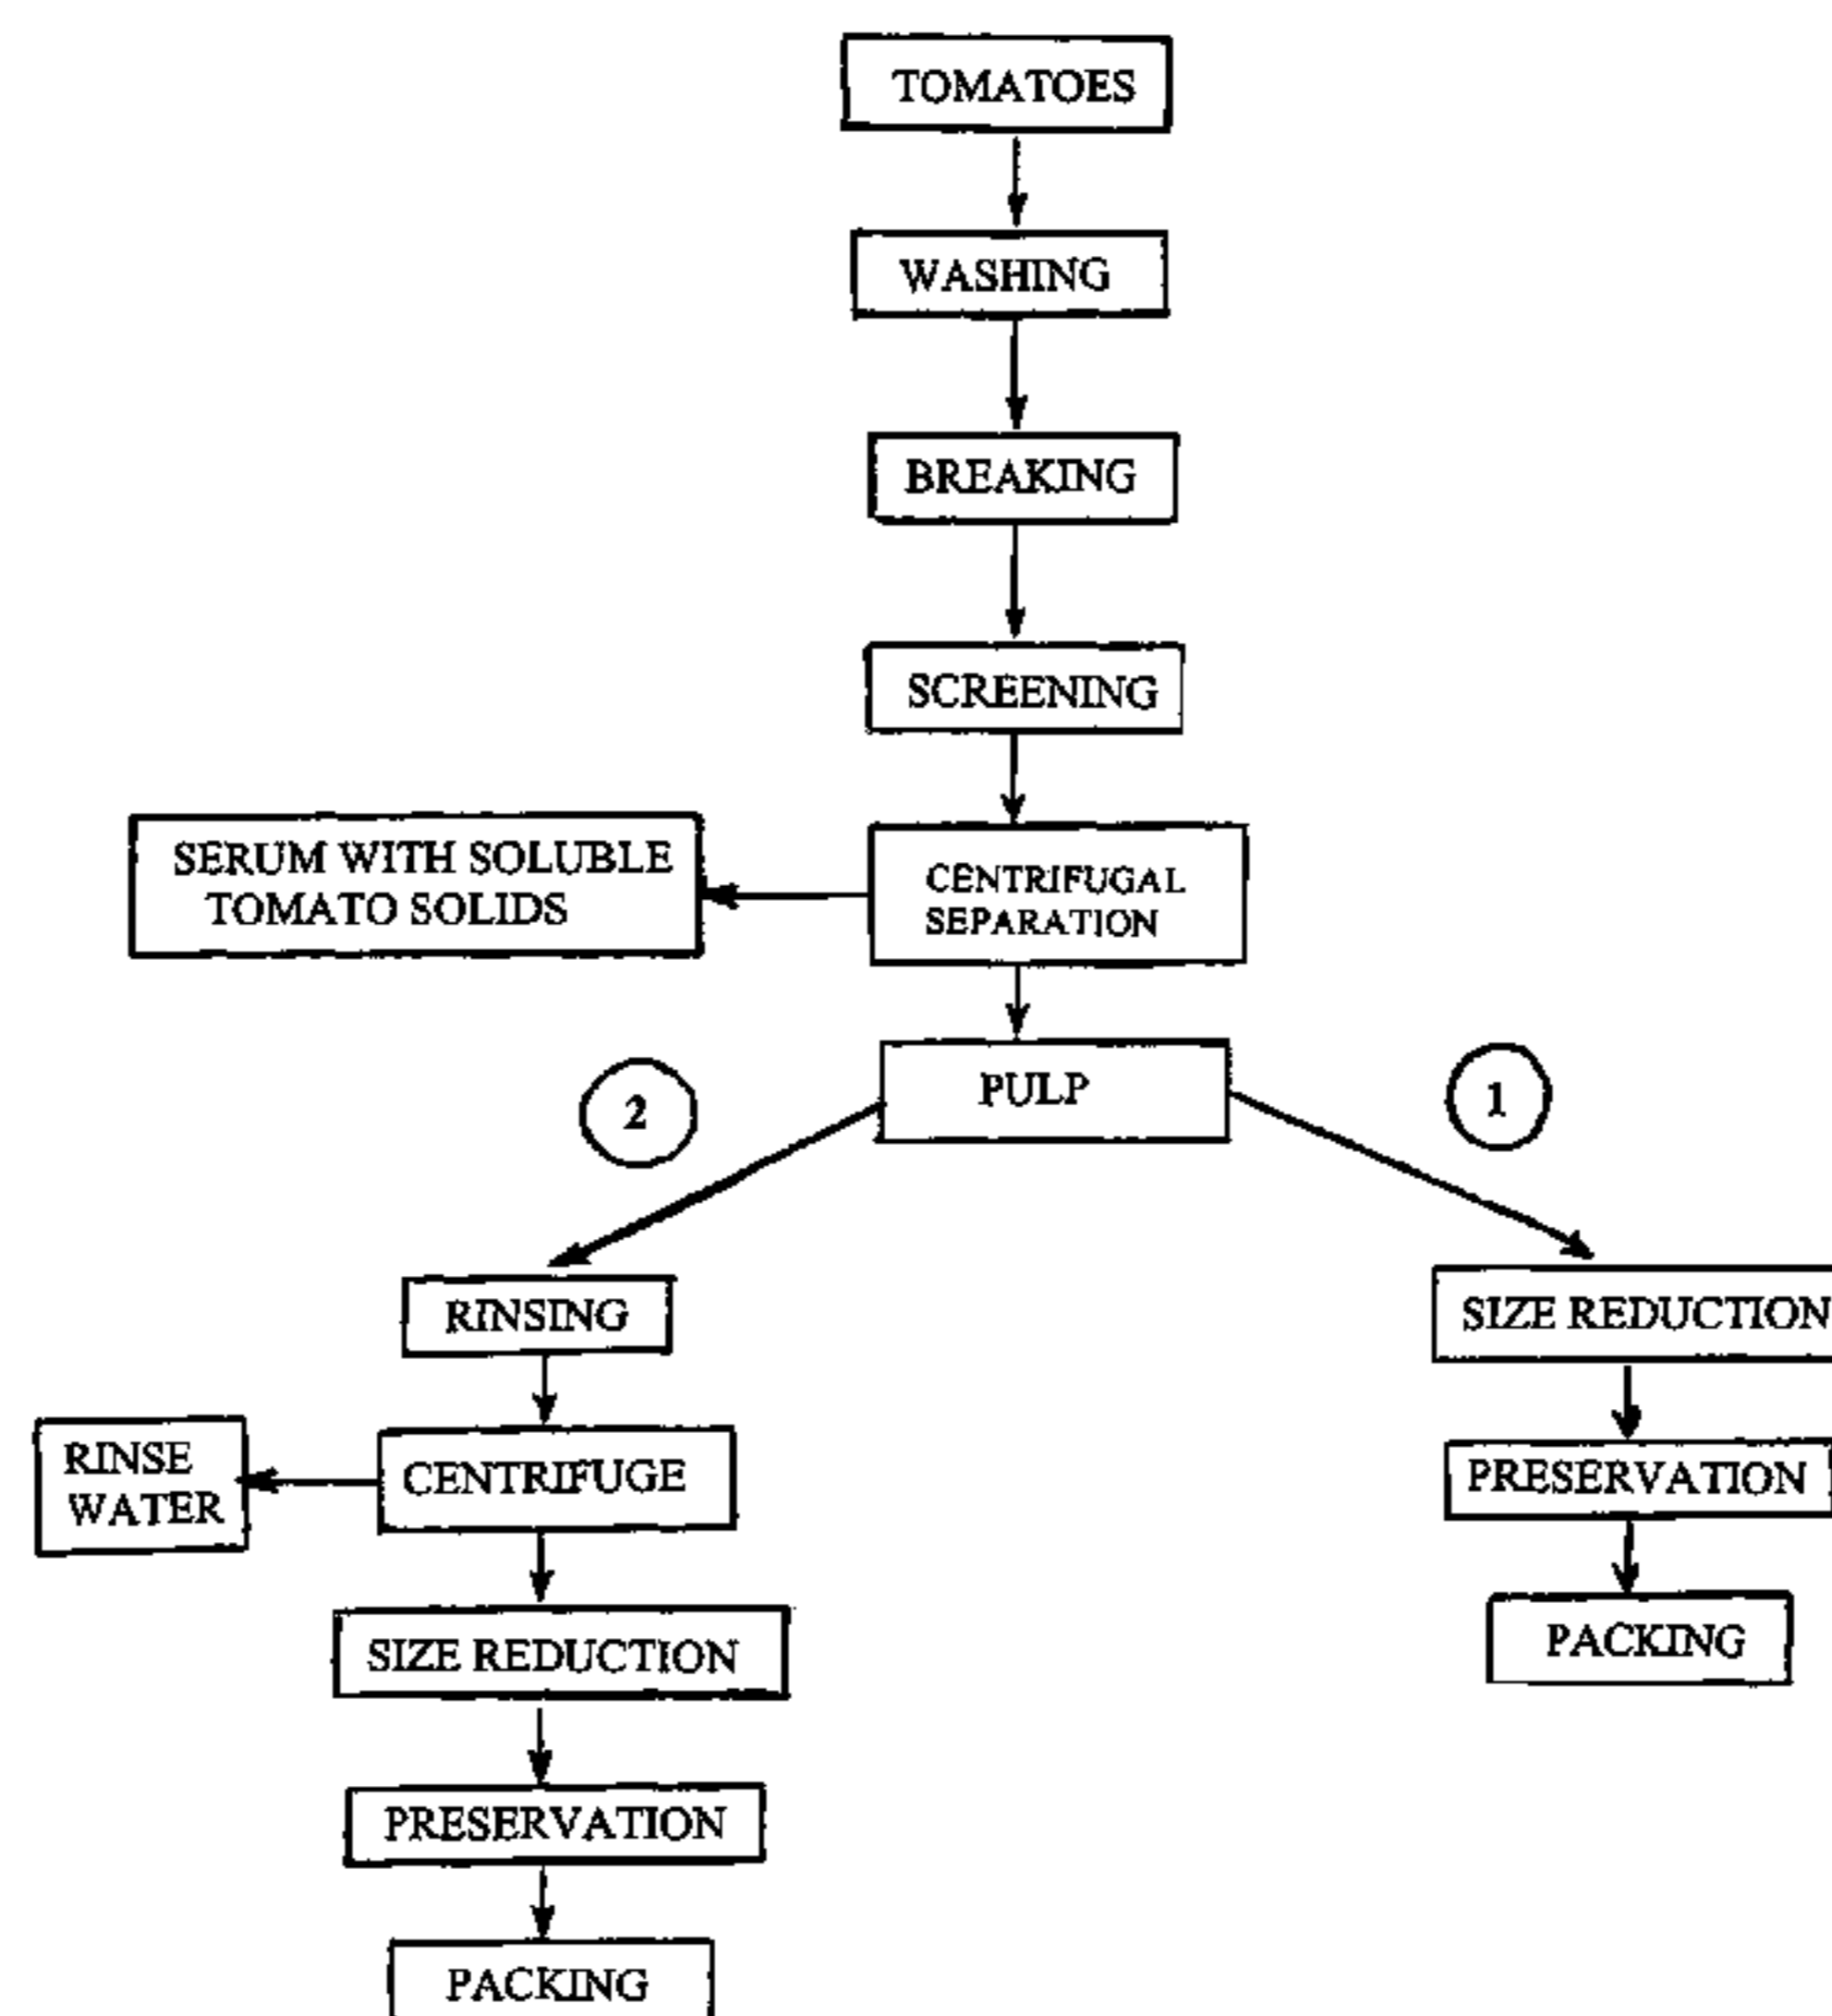 TOMATOES
WASHING
BREAKING
SCREENING
SERUM WITH SOLUBLE
TOMATO SOLIDS
CENTRIFUGAL
SEPARATION
PULP
2
1
RINSING
SIZE REDUCTION
RINSE
WATER
CENTRIFUGE
PRESERVATION
SIZE REDUCTION
PACKING
PRESERVATION
PACKING